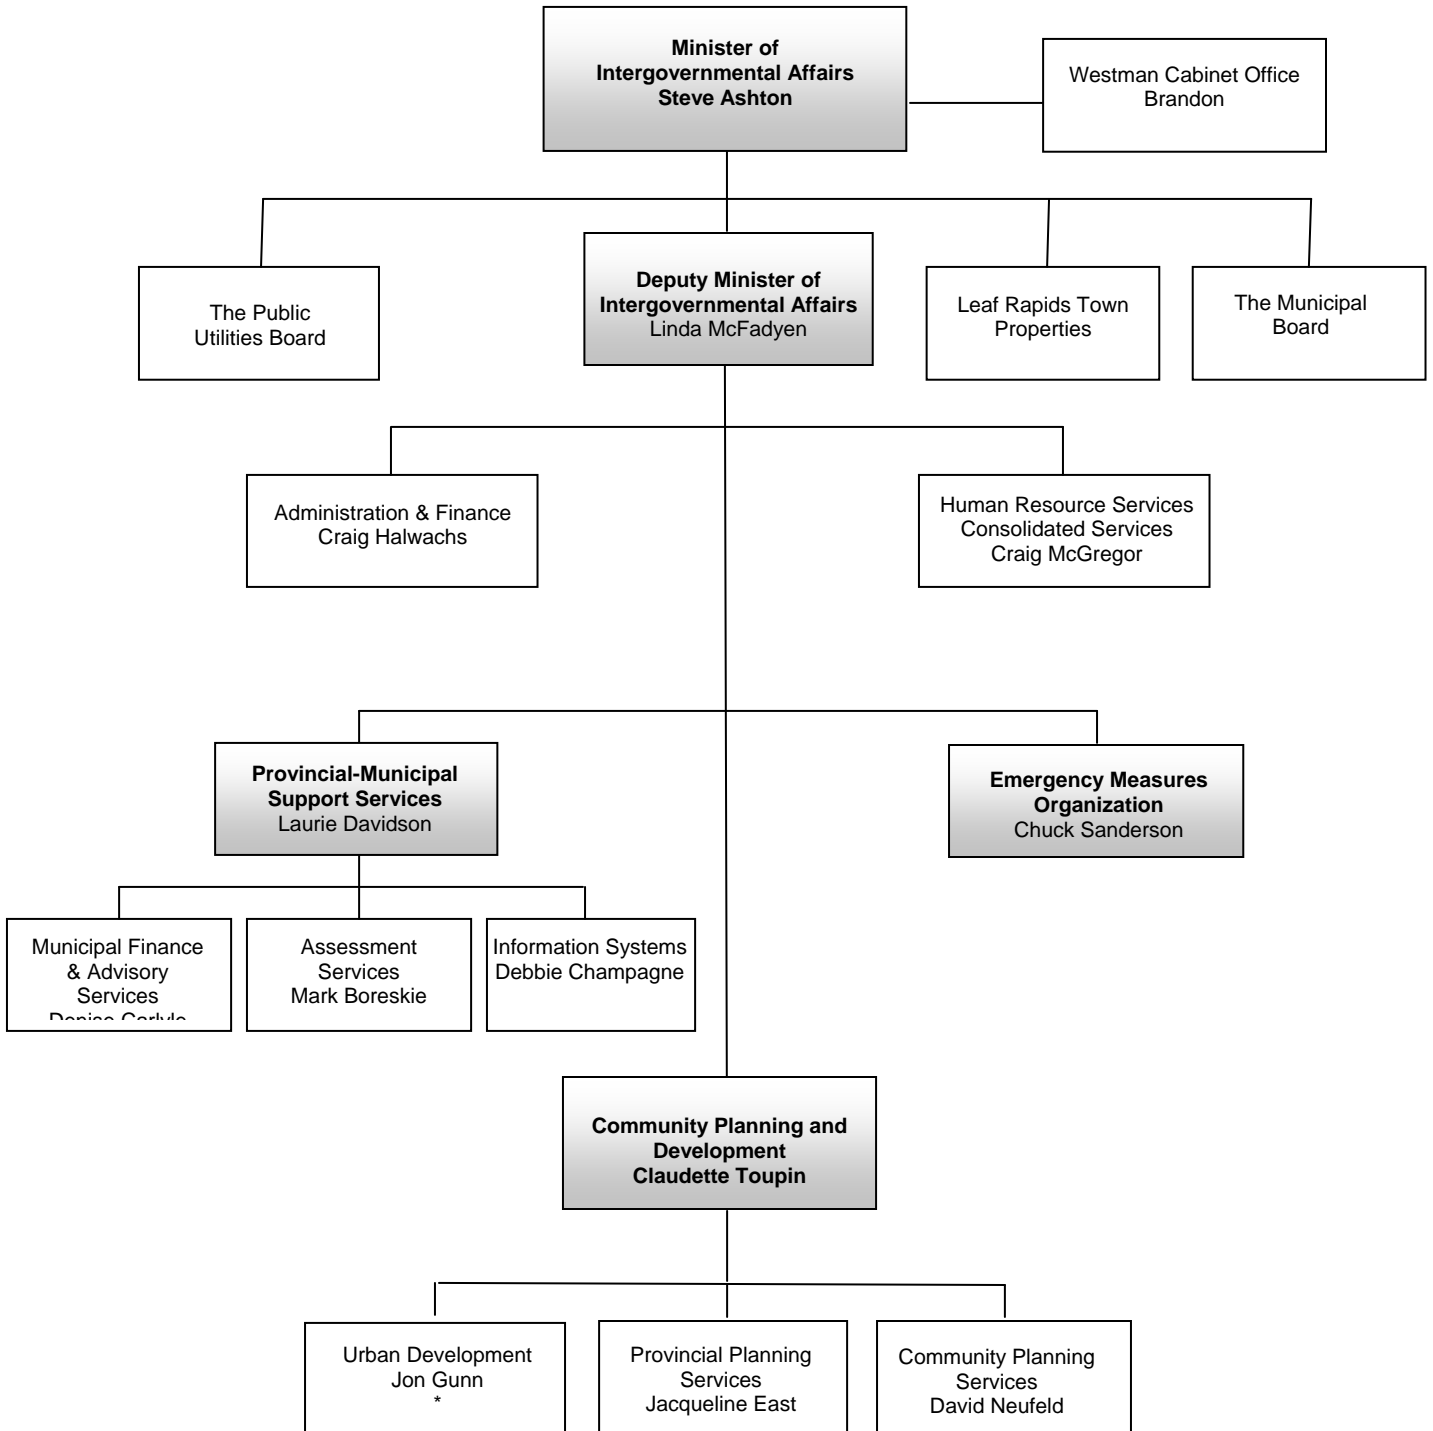 Minister of
Intergovernmental Affairs
Steve Ashton
Westman Cabinet Office
Brandon
The Public
Utilities Board
Deputy Minister of
Intergovernmental Affairs
Linda McFadyen
Leaf Rapids Town
Properties
The Municipal
Board
Administration & Finance
Craig Halwachs
Human Resource Services
Consolidated Services
Craig McGregor
Provincial-Municipal
Support Services
Laurie Davidson
Emergency Measures
Organization
Chuck Sanderson
Municipal Finance
& Advisory
Services
Denise Carlyle
Assessment
Services
Mark Boreskie
Information Systems
Debbie Champagne
Community Planning and
Development
Claudette Toupin
Urban Development
Jon Gunn
*
Provincial Planning
Services
Jacqueline East
Community Planning
Services
David Neufeld